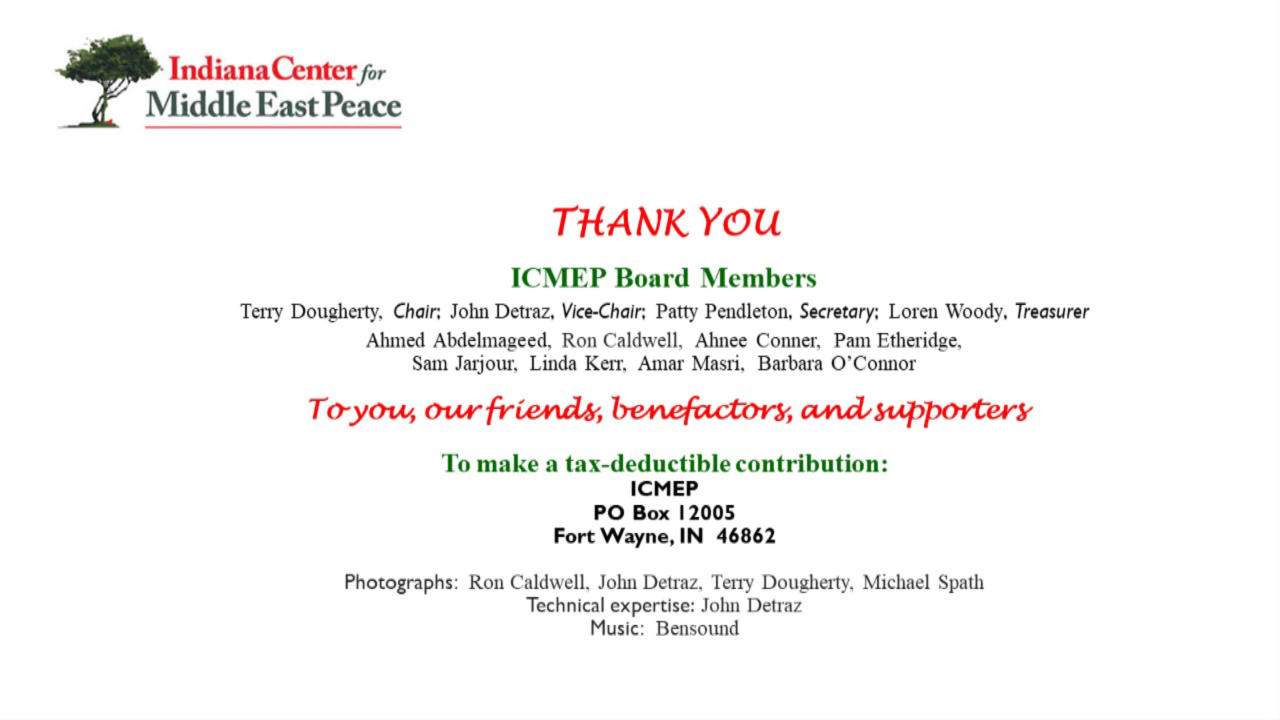 Indiana Center for
Middle East Peace
THANK YOU
ICMEP Board Members
Terry Dougherty, Chair; John Detraz, Vice-Chair; Patty Pendleton, Secretary; Loren Woody, Treasurer
Ahmed Abdelmageed, Ron Caldwell, Ahnee Conner, Pam Etheridge,
Sam Jarjour, Linda Kerr, Amar Masri, Barbara O’Connor
To you, our friends, benefactors, and supporters
To make a tax-deductible contribution:
ICMEP
PO Box 12005
Fort Wayne, IN 46862
Photographs: Ron Caldwell, John Detraz, Terry Dougherty, Michael Spath
Technical expertise: John Detraz
Music: Bensound